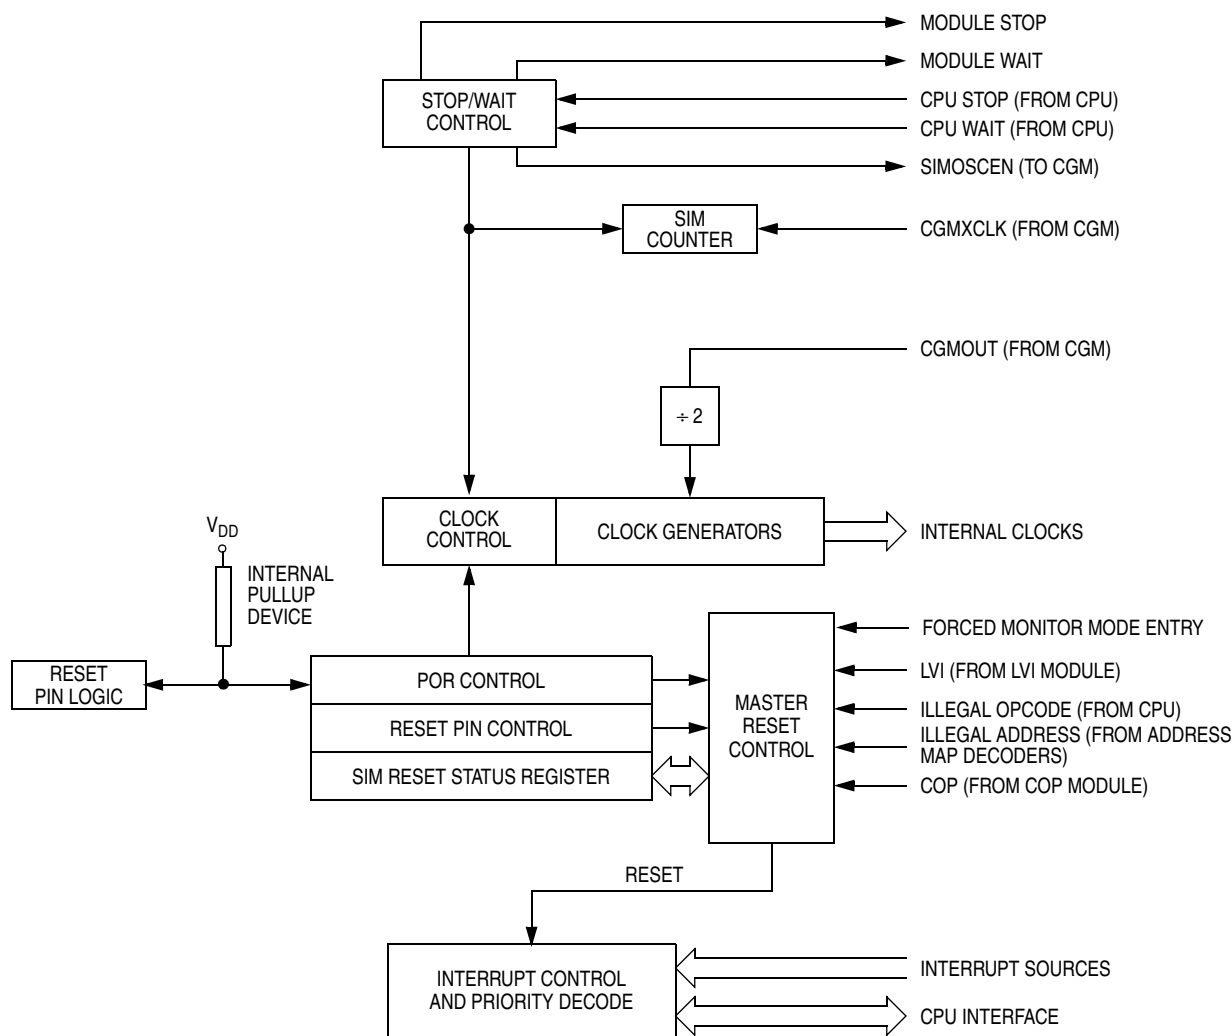 MODULE STOP
MODULE WAIT
STOP/WAIT
CONTROL
CPU STOP (FROM CPU)
CPU WAIT (FROM CPU)
SIMOSCEN (TO CGM)
SIM
COUNTER
CGMXCLK (FROM CGM)
CGMOUT (FROM CGM)
÷ 2
CLOCK
CONTROL
CLOCK GENERATORS
INTERNAL CLOCKS
VDD
INTERNAL
PULLUP
DEVICE
RESET
PIN LOGIC
POR CONTROL
RESET PIN CONTROL
SIM RESET STATUS REGISTER
MASTER
RESET
CONTROL
FORCED MONITOR MODE ENTRY
LVI (FROM LVI MODULE)
ILLEGAL OPCODE (FROM CPU)
ILLEGAL ADDRESS (FROM ADDRESS
MAP DECODERS)
COP (FROM COP MODULE)
RESET
INTERRUPT CONTROL
AND PRIORITY DECODE
INTERRUPT SOURCES
CPU INTERFACE